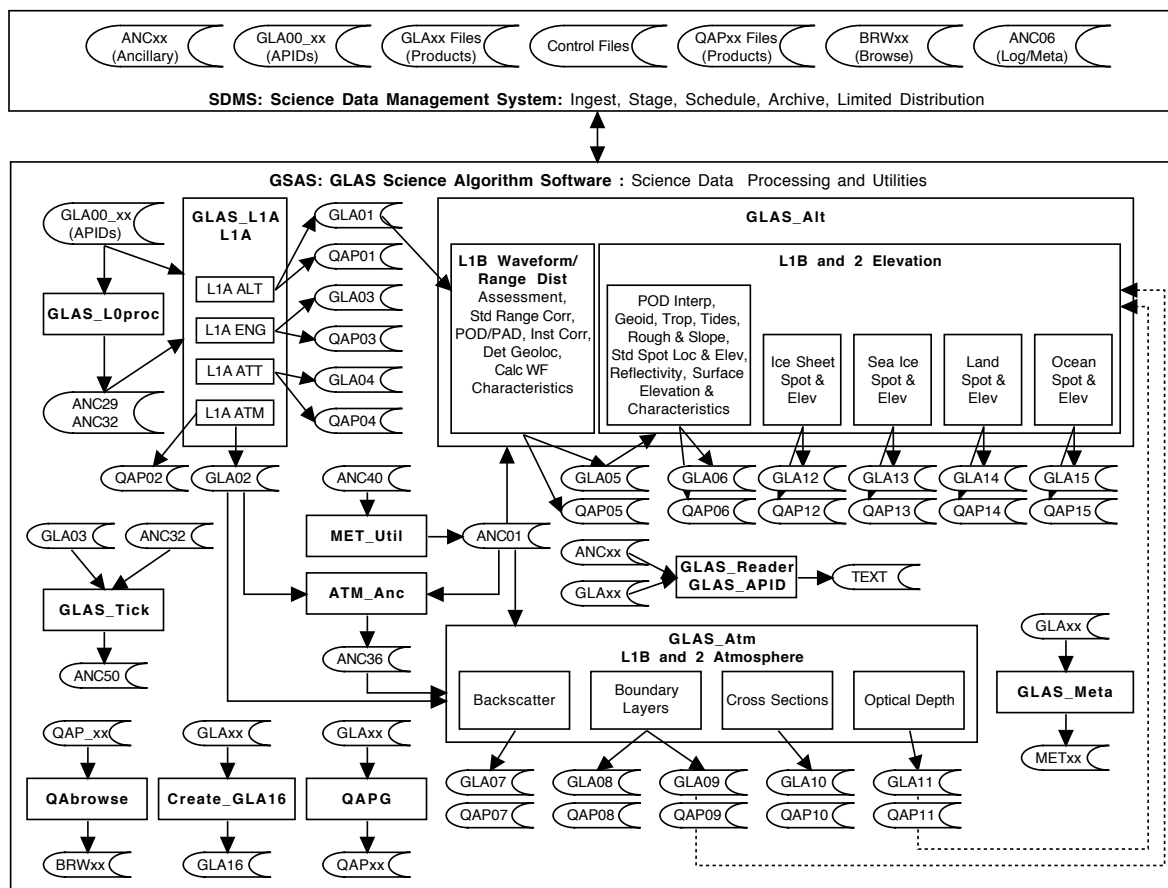 ANCxx
(Ancillary)
GLA00_xx
(APIDs)
GLAxx Files
(Products)
Control Files
QAPxx Files
(Products)
BRWxx
(Browse)
ANC06
(Log/Meta)
SDMS: Science Data Management System: Ingest, Stage, Schedule, Archive, Limited Distribution
GSAS: GLAS Science Algorithm Software : Science Data Processing and Utilities
GLA00_xx
(APIDs)
GLAS_L0proc
ANC29
ANC32
GLAS_L1A
L1A
L1A ALT
L1A ENG
L1A ATT
L1A ATM
GLA01
QAP01
GLA03
QAP03
GLA04
QAP04
QAP02
GLA02
GLAS_Alt
L1B Waveform/
Range Dist
Assessment,
Std Range Corr,
POD/PAD, Inst Corr,
Det Geoloc,
Calc WF
Characteristics
L1B and 2 Elevation
POD Interp,
Geoid, Trop, Tides,
Rough & Slope,
Std Spot Loc & Elev,
Reflectivity, Surface
Elevation &
Characteristics
Ice Sheet
Spot &
Elev
Sea Ice
Spot &
Elev
Land
Spot &
Elev
Ocean
Spot &
Elev
GLA05
QAP05
GLA06
QAP06
GLA12
QAP12
GLA13
QAP13
GLA14
QAP14
GLA15
QAP15
ANC40
MET_Util
ANC01
GLA03
ANC32
GLAS_Tick
ANC50
ATM_Anc
ANC36
ANCxx
GLAxx
GLAS_Reader
GLAS_APID
TEXT
GLAS_Atm
L1B and 2 Atmosphere
Backscatter
Boundary
Layers
Cross Sections
Optical Depth
GLAxx
GLAS_Meta
METxx
QAP_xx
QAbrowse
BRWxx
GLAxx
Create_GLA16
GLA16
GLAxx
QAPG
QAPxx
GLA07
QAP07
GLA08
QAP08
GLA09
QAP09
GLA10
QAP10
GLA11
QAP11